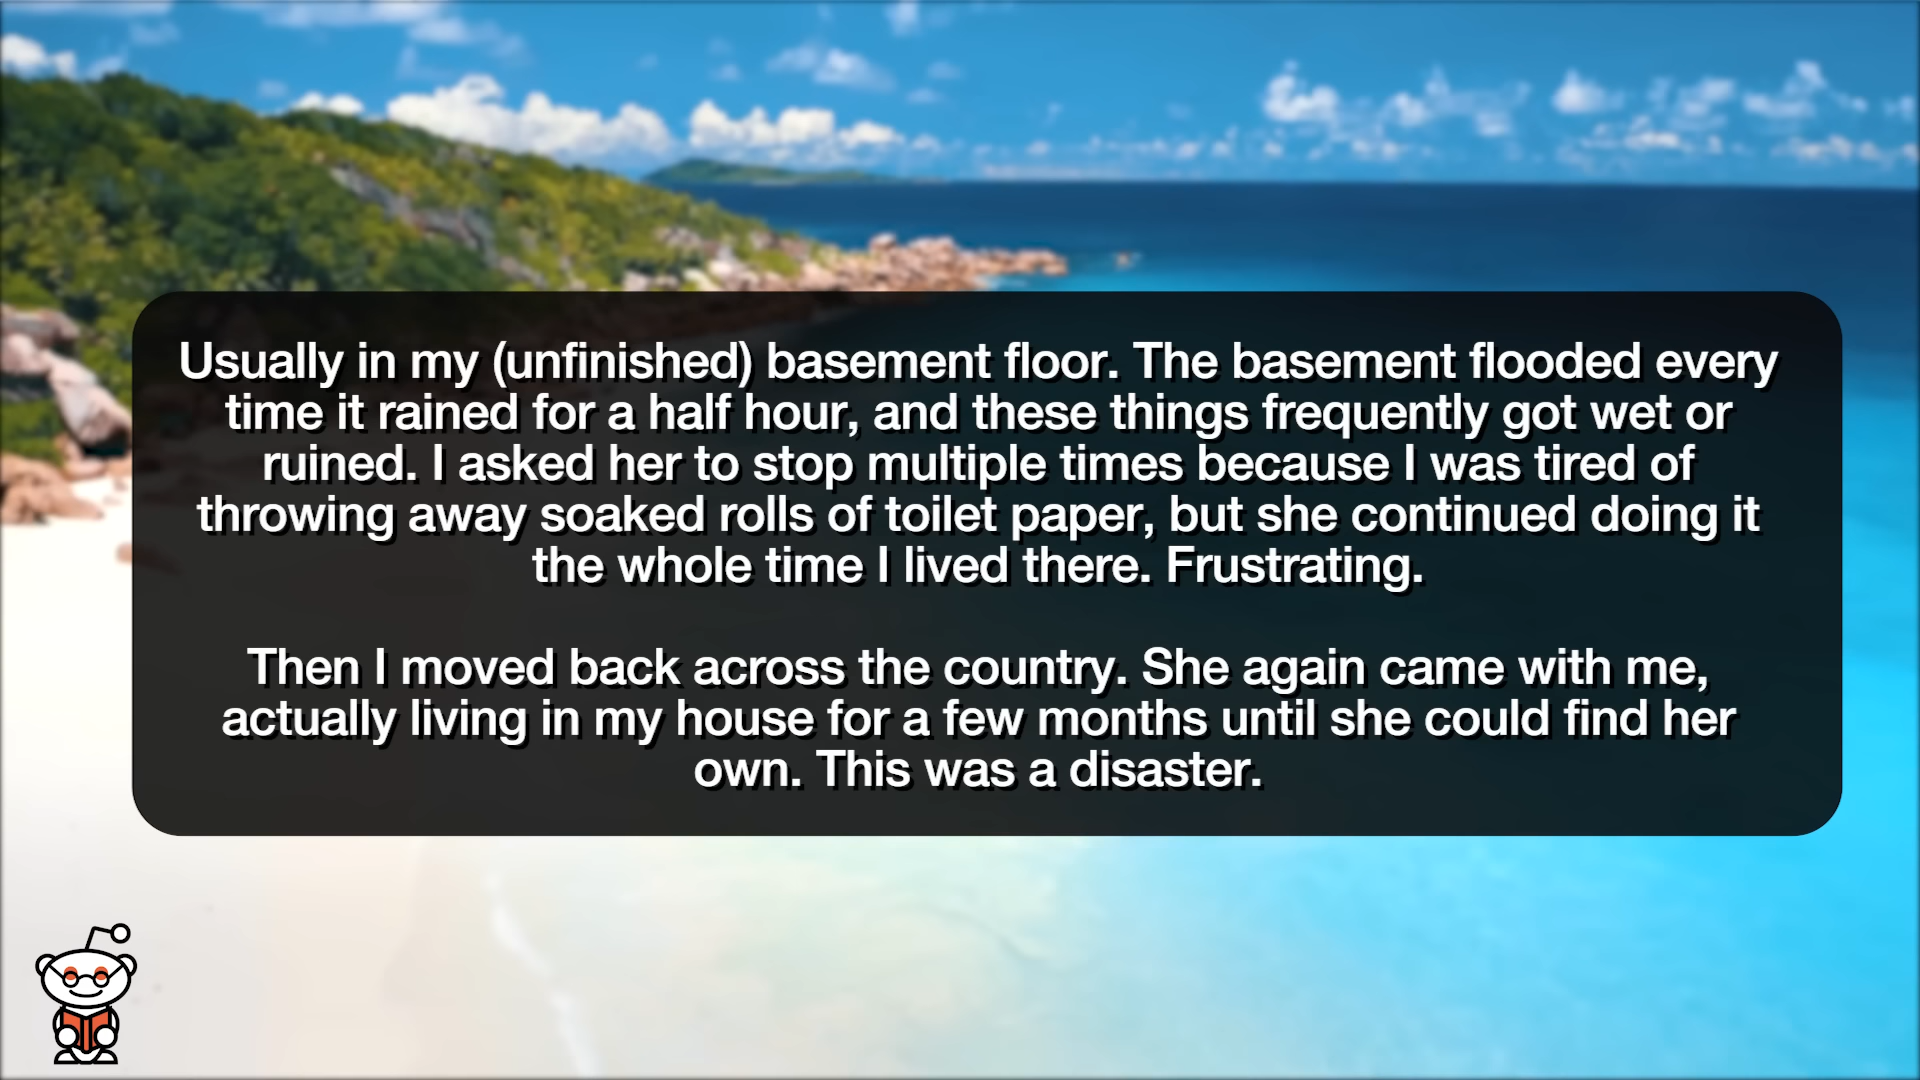 Usually in my (unfinished) basement floor. The basement flooded every
time it rained for a half hour, and these things frequently got wet or
ruined. I asked her to stop multiple times because I was tired of
throwing away soaked rolls of toilet paper, but she continued doing it
the whole time I lived there. Frustrating.
Then I moved back across the country. She again came with me,
actually living in my house for a few months until she could find her
own. This was a disaster.